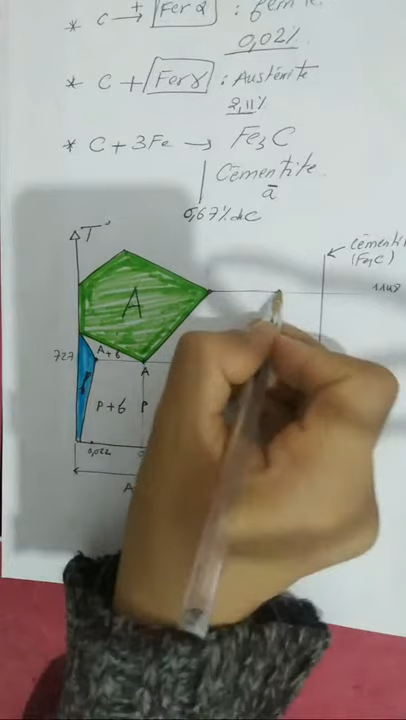 * C + → Fer α : ferrite
0,02%
* C + Fer γ : Austénite
2,11%
* C + 3Fe → Fe3C
Cémentite
à
6,67% de C
T°
(Fe3C)
1148
A
727
A+б
A
P+б
P
0,022
A